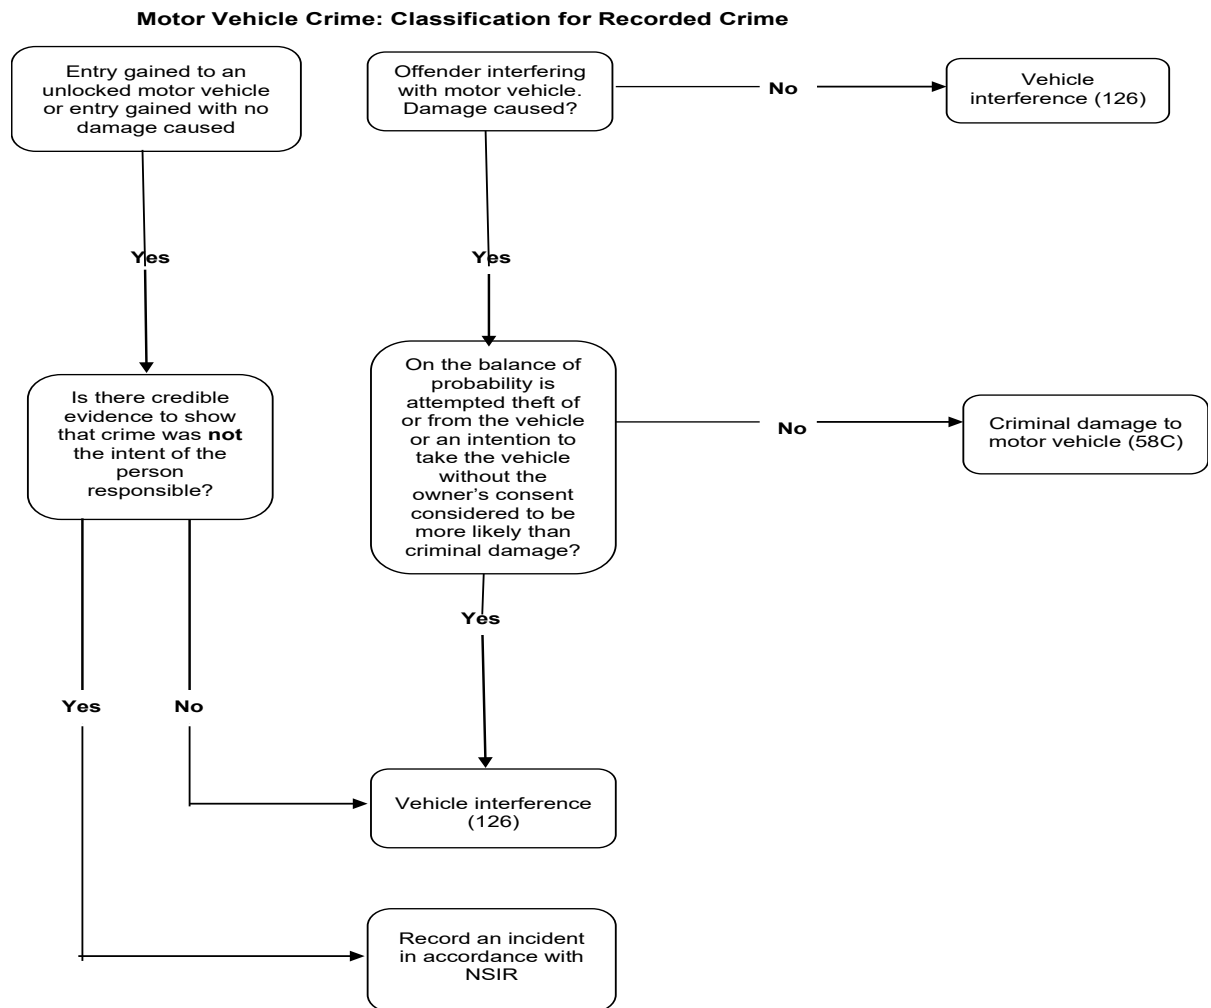 Motor Vehicle Crime: Classification for Recorded Crime
Entry gained to an
unlocked motor vehicle
or entry gained with no
damage caused
Offender interfering
with motor vehicle.
Damage caused?
No
Vehicle
interference (126)
Yes
Yes
Is there credible
evidence to show
that crime was not
the intent of the
person
responsible?
On the balance of
probability is
attempted theft of
or from the vehicle
or an intention to
take the vehicle
without the
owner’s consent
considered to be
more likely than
criminal damage?
No
Criminal damage to
motor vehicle (58C)
Yes
Yes
No
Vehicle interference
(126)
Record an incident
in accordance with
NSIR